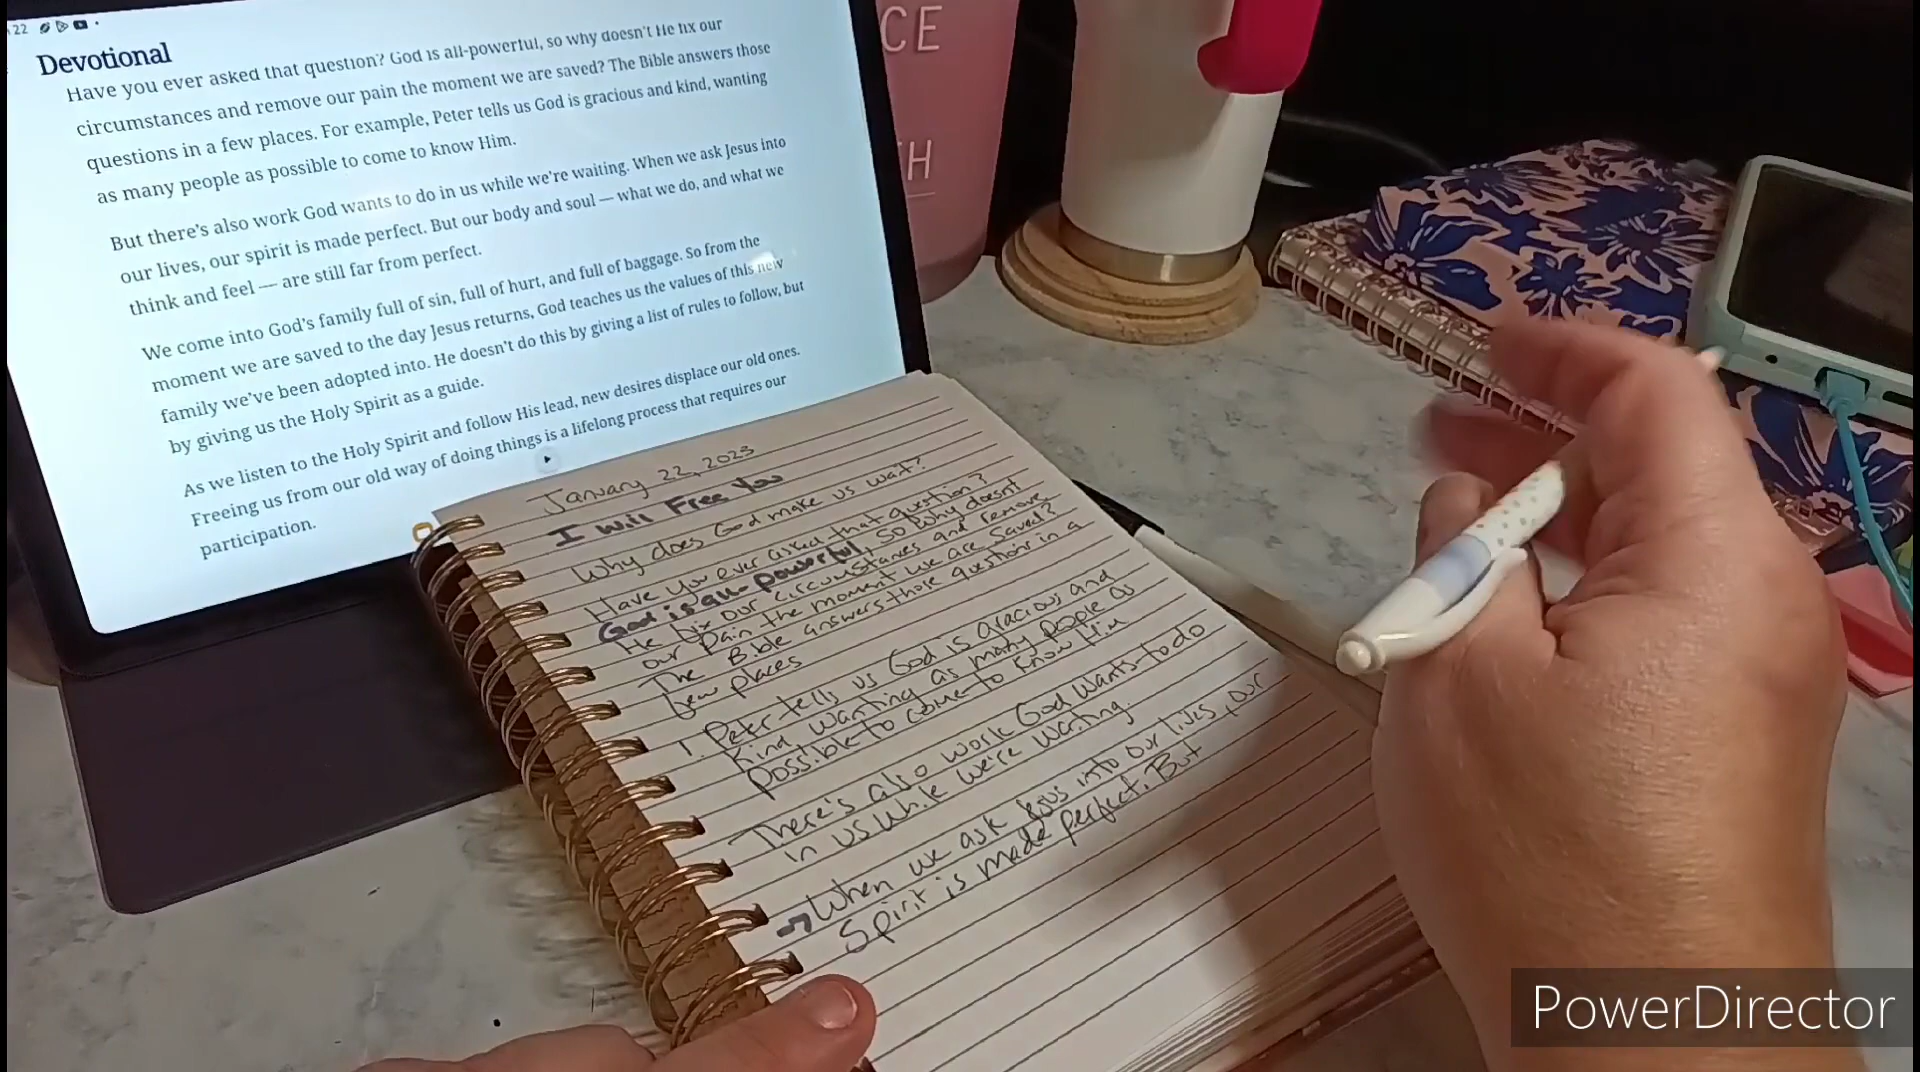 22
Devotional
Have you ever asked that question? God is all-powerful, so why doesn't He fix our
circumstances and remove our pain the moment we are saved? The Bible answers those
questions in a few places. For example, Peter tells us God is gracious and kind, wanting
as many people as possible to come to know Him.
But there's also work God wants to do in us while we're waiting. When we ask Jesus into
our lives, our spirit is made perfect. But our body and soul — what we do, and what we
think and feel — are still far from perfect.
We come into God's family full of sin, full of hurt, and full of baggage. So from the
moment we are saved to the day Jesus returns, God teaches us the values of this new
family we've been adopted into. He doesn't do this by giving a list of rules to follow, but
by giving us the Holy Spirit as a guide.
As we listen to the Holy Spirit and follow His lead, new desires displace our old ones.
Freeing us from our old way of doing things is a lifelong process that requires our
participation.
CE
TH
January 22, 2023
I will Free You
Why does God make us wait?
Have you ever asked that question?
God is all-powerful, so why doesn't
He fix our circumstances and remove
our pain the moment we are saved?
The Bible answers those questions in a
few places
1. Peter tells us God is gracious and
kind wanting as many people as
possible to come to know Him
There's also work God wants to do
in us while we're waiting.
When we ask Jesus into our lives, our
Spirit is made perfect. But
PowerDirector